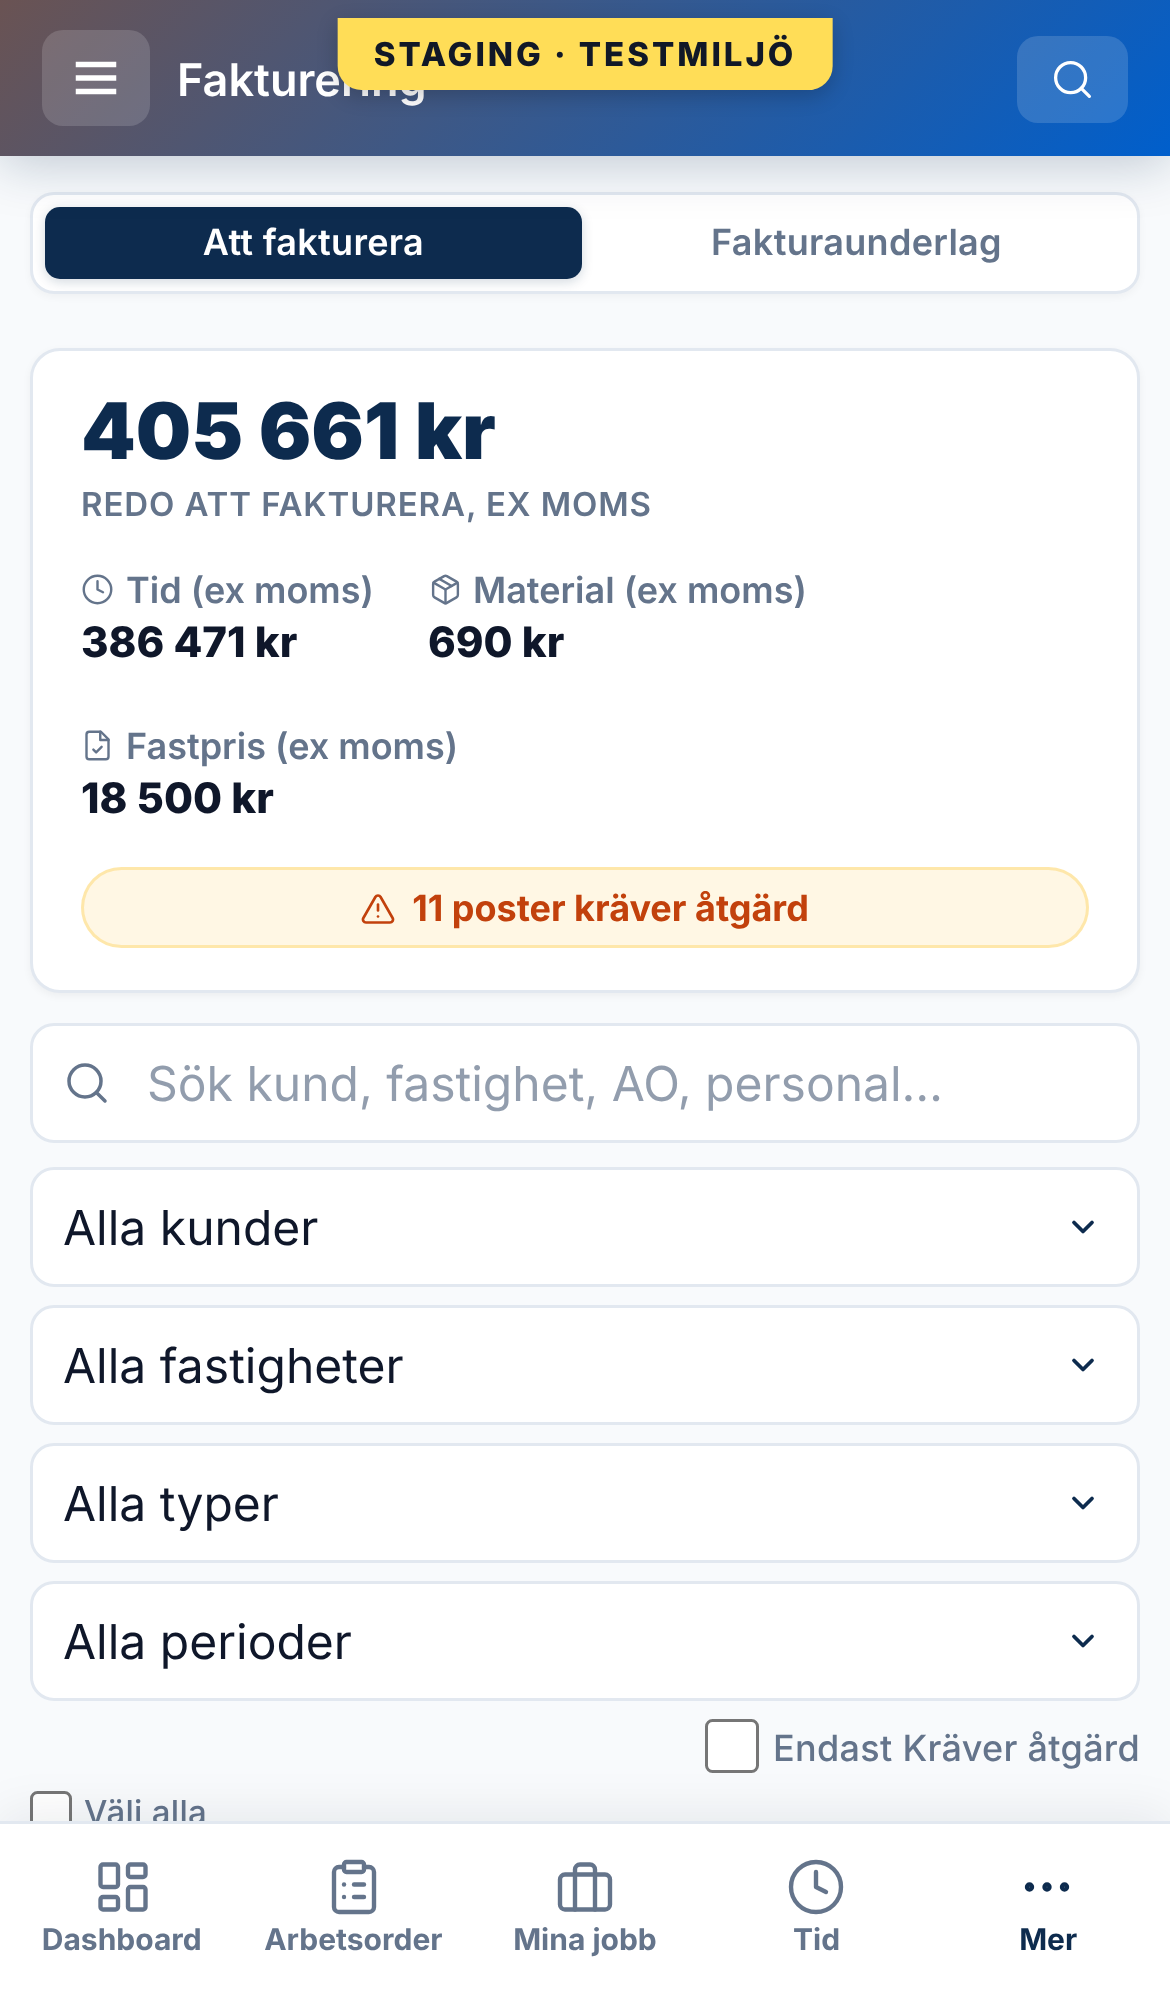 STAGING · TESTMILJÖ
Fakturering
Att fakturera
Fakturaunderlag
405 661 kr
REDO ATT FAKTURERA, EX MOMS
Tid (ex moms)
Material (ex moms)
386 471 kr
690 kr
Fastpris (ex moms)
18 500 kr
11 poster kräver åtgärd
Sök kund, fastighet, AO, personal...
Alla kunder
Alla fastigheter
Alla typer
Alla perioder
Endast Kräver åtgärd
Välj alla
Dashboard
Arbetsorder
Mina jobb
Tid
Mer